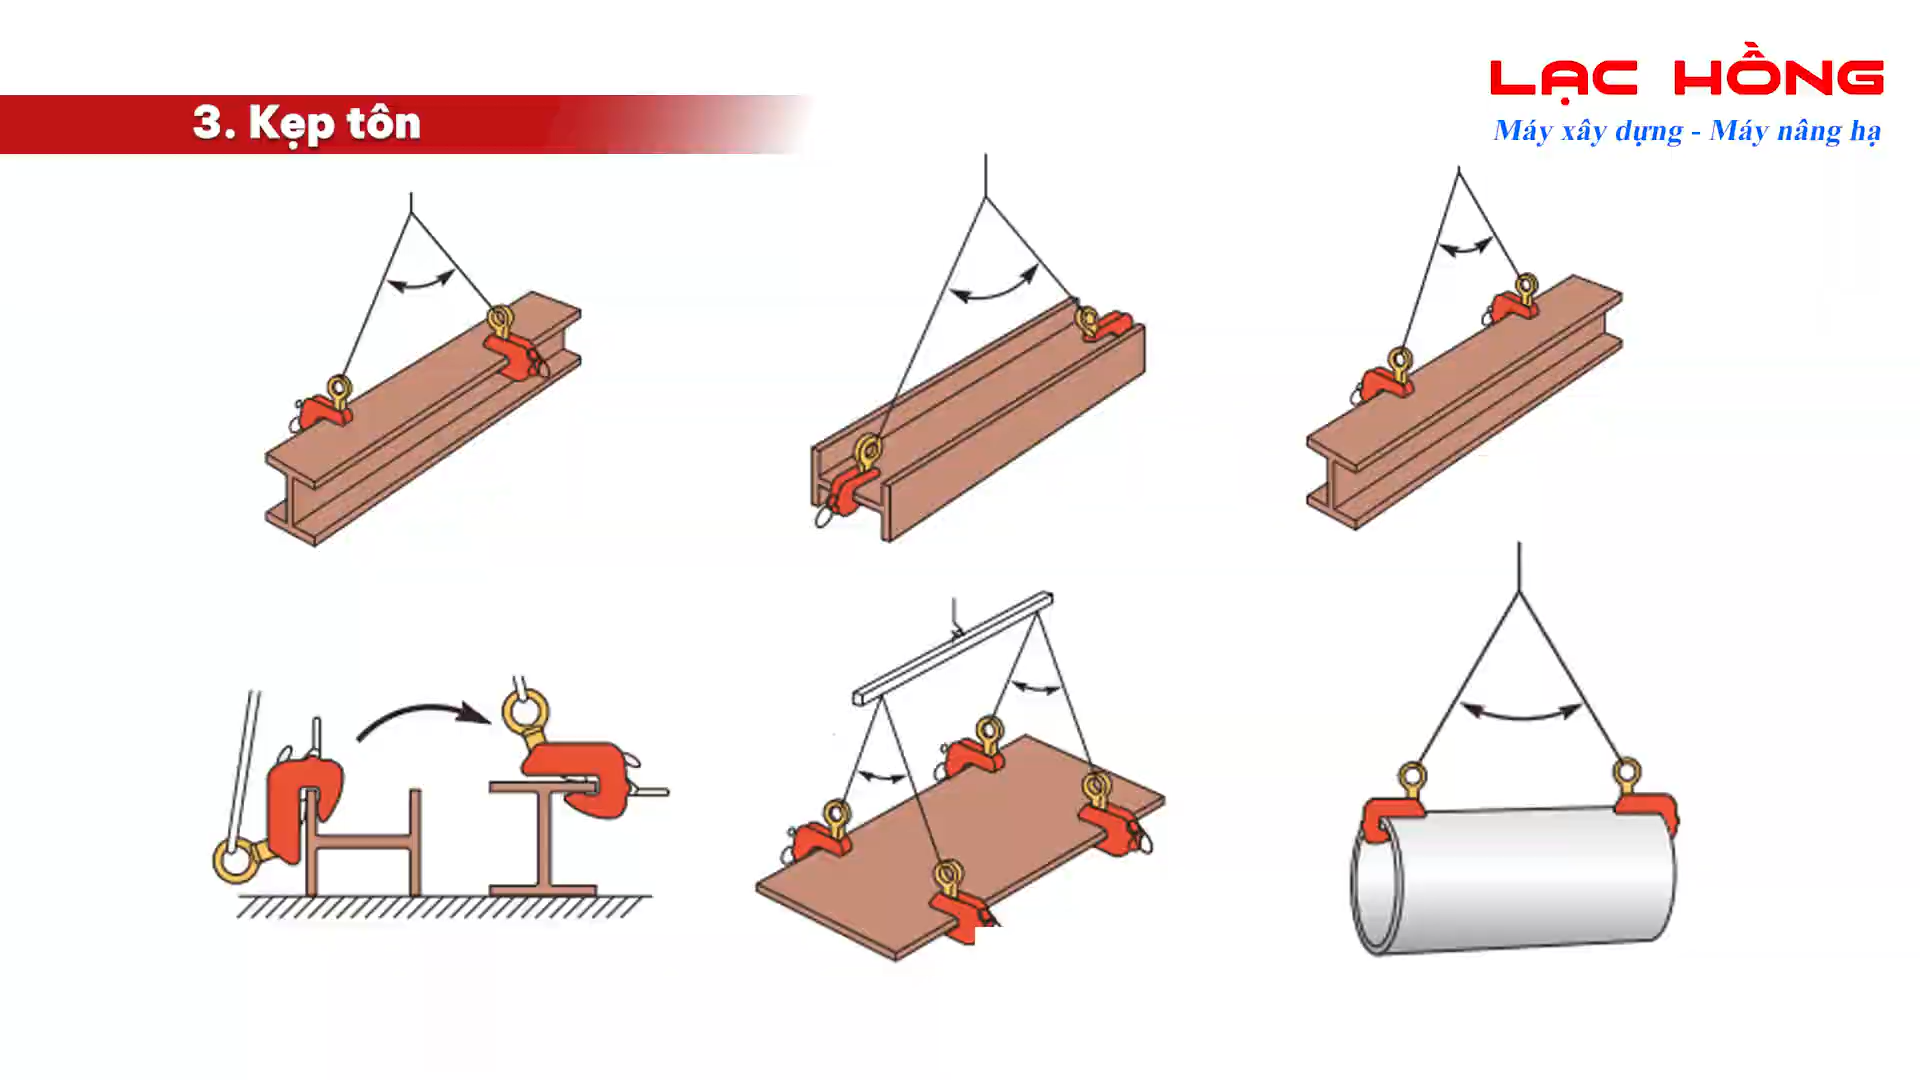 LẠC HỒNG
Máy xây dựng - Máy nâng hạ
3. Kẹp tôn